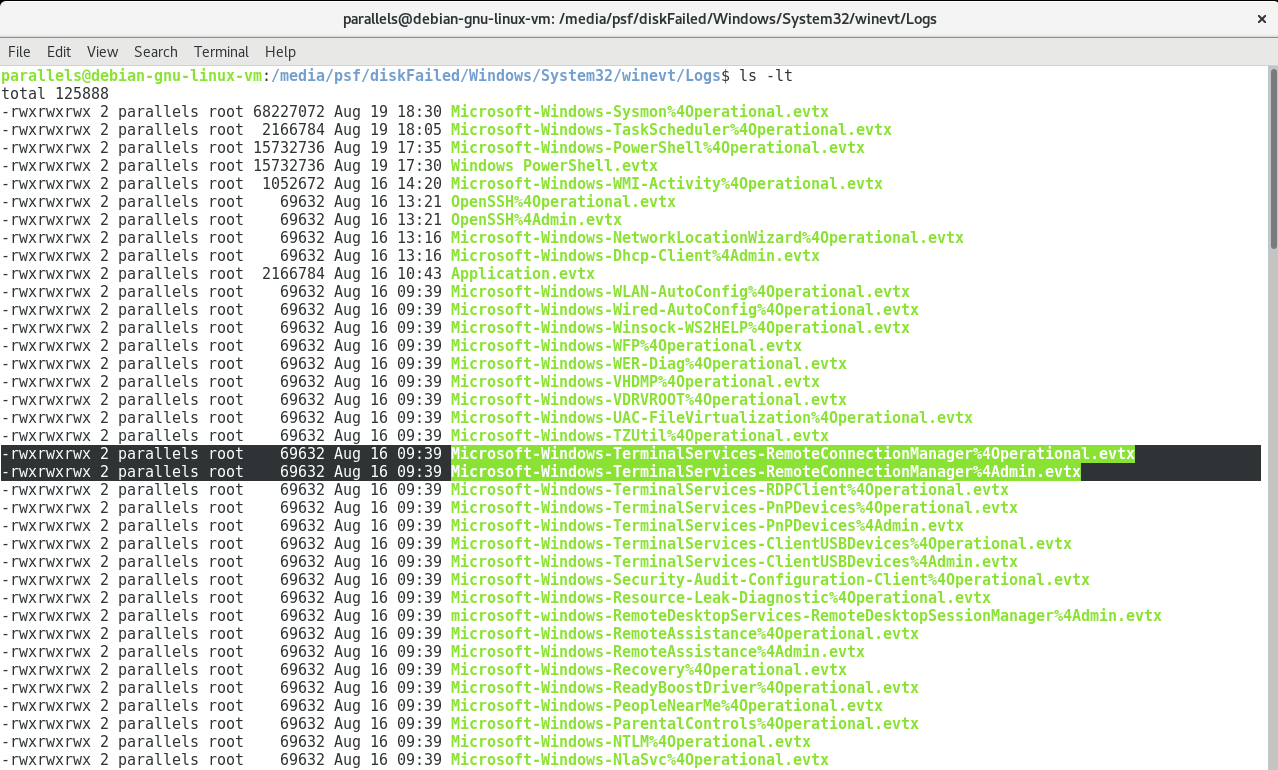 parallels@debian-gnu-linux-vm: /media/psf/diskFailed/Windows/System32/winevt/Logs ×
File Edit View Search Terminal Help
parallels@debian-gnu-linux-vm:/media/psf/diskFailed/Windows/System32/winevt/Logs$ ls -lt
total 125888
-rwxrwxrwx 2 parallels root 68227072 Aug 19 18:30 Microsoft-Windows-Sysmon%4Operational.evtx
-rwxrwxrwx 2 parallels root  2166784 Aug 19 18:05 Microsoft-Windows-TaskScheduler%4Operational.evtx
-rwxrwxrwx 2 parallels root 15732736 Aug 19 17:35 Microsoft-Windows-PowerShell%4Operational.evtx
-rwxrwxrwx 2 parallels root 15732736 Aug 19 17:30 Windows PowerShell.evtx
-rwxrwxrwx 2 parallels root  1052672 Aug 16 14:20 Microsoft-Windows-WMI-Activity%4Operational.evtx
-rwxrwxrwx 2 parallels root    69632 Aug 16 13:21 OpenSSH%4Operational.evtx
-rwxrwxrwx 2 parallels root    69632 Aug 16 13:21 OpenSSH%4Admin.evtx
-rwxrwxrwx 2 parallels root    69632 Aug 16 13:16 Microsoft-Windows-NetworkLocationWizard%4Operational.evtx
-rwxrwxrwx 2 parallels root    69632 Aug 16 13:16 Microsoft-Windows-Dhcp-Client%4Admin.evtx
-rwxrwxrwx 2 parallels root  2166784 Aug 16 10:43 Application.evtx
-rwxrwxrwx 2 parallels root    69632 Aug 16 09:39 Microsoft-Windows-WLAN-AutoConfig%4Operational.evtx
-rwxrwxrwx 2 parallels root    69632 Aug 16 09:39 Microsoft-Windows-Wired-AutoConfig%4Operational.evtx
-rwxrwxrwx 2 parallels root    69632 Aug 16 09:39 Microsoft-Windows-Winsock-WS2HELP%4Operational.evtx
-rwxrwxrwx 2 parallels root    69632 Aug 16 09:39 Microsoft-Windows-WFP%4Operational.evtx
-rwxrwxrwx 2 parallels root    69632 Aug 16 09:39 Microsoft-Windows-WER-Diag%4Operational.evtx
-rwxrwxrwx 2 parallels root    69632 Aug 16 09:39 Microsoft-Windows-VHDMP%4Operational.evtx
-rwxrwxrwx 2 parallels root    69632 Aug 16 09:39 Microsoft-Windows-VDRVROOT%4Operational.evtx
-rwxrwxrwx 2 parallels root    69632 Aug 16 09:39 Microsoft-Windows-UAC-FileVirtualization%4Operational.evtx
-rwxrwxrwx 2 parallels root    69632 Aug 16 09:39 Microsoft-Windows-TZUtil%4Operational.evtx
-rwxrwxrwx 2 parallels root    69632 Aug 16 09:39 Microsoft-Windows-TerminalServices-RemoteConnectionManager%4Operational.evtx
-rwxrwxrwx 2 parallels root    69632 Aug 16 09:39 Microsoft-Windows-TerminalServices-RemoteConnectionManager%4Admin.evtx
-rwxrwxrwx 2 parallels root    69632 Aug 16 09:39 Microsoft-Windows-TerminalServices-RDPClient%4Operational.evtx
-rwxrwxrwx 2 parallels root    69632 Aug 16 09:39 Microsoft-Windows-TerminalServices-PnPDevices%4Operational.evtx
-rwxrwxrwx 2 parallels root    69632 Aug 16 09:39 Microsoft-Windows-TerminalServices-PnPDevices%4Admin.evtx
-rwxrwxrwx 2 parallels root    69632 Aug 16 09:39 Microsoft-Windows-TerminalServices-ClientUSBDevices%4Operational.evtx
-rwxrwxrwx 2 parallels root    69632 Aug 16 09:39 Microsoft-Windows-TerminalServices-ClientUSBDevices%4Admin.evtx
-rwxrwxrwx 2 parallels root    69632 Aug 16 09:39 Microsoft-Windows-Security-Audit-Configuration-Client%4Operational.evtx
-rwxrwxrwx 2 parallels root    69632 Aug 16 09:39 Microsoft-Windows-Resource-Leak-Diagnostic%4Operational.evtx
-rwxrwxrwx 2 parallels root    69632 Aug 16 09:39 microsoft-Windows-RemoteDesktopServices-RemoteDesktopSessionManager%4Admin.evtx
-rwxrwxrwx 2 parallels root    69632 Aug 16 09:39 Microsoft-Windows-RemoteAssistance%4Operational.evtx
-rwxrwxrwx 2 parallels root    69632 Aug 16 09:39 Microsoft-Windows-RemoteAssistance%4Admin.evtx
-rwxrwxrwx 2 parallels root    69632 Aug 16 09:39 Microsoft-Windows-Recovery%4Operational.evtx
-rwxrwxrwx 2 parallels root    69632 Aug 16 09:39 Microsoft-Windows-ReadyBoostDriver%4Operational.evtx
-rwxrwxrwx 2 parallels root    69632 Aug 16 09:39 Microsoft-Windows-PeopleNearMe%4Operational.evtx
-rwxrwxrwx 2 parallels root    69632 Aug 16 09:39 Microsoft-Windows-ParentalControls%4Operational.evtx
-rwxrwxrwx 2 parallels root    69632 Aug 16 09:39 Microsoft-Windows-NTLM%4Operational.evtx
-rwxrwxrwx 2 parallels root    69632 Aug 16 09:39 Microsoft-Windows-NlaSvc%4Operational.evtx